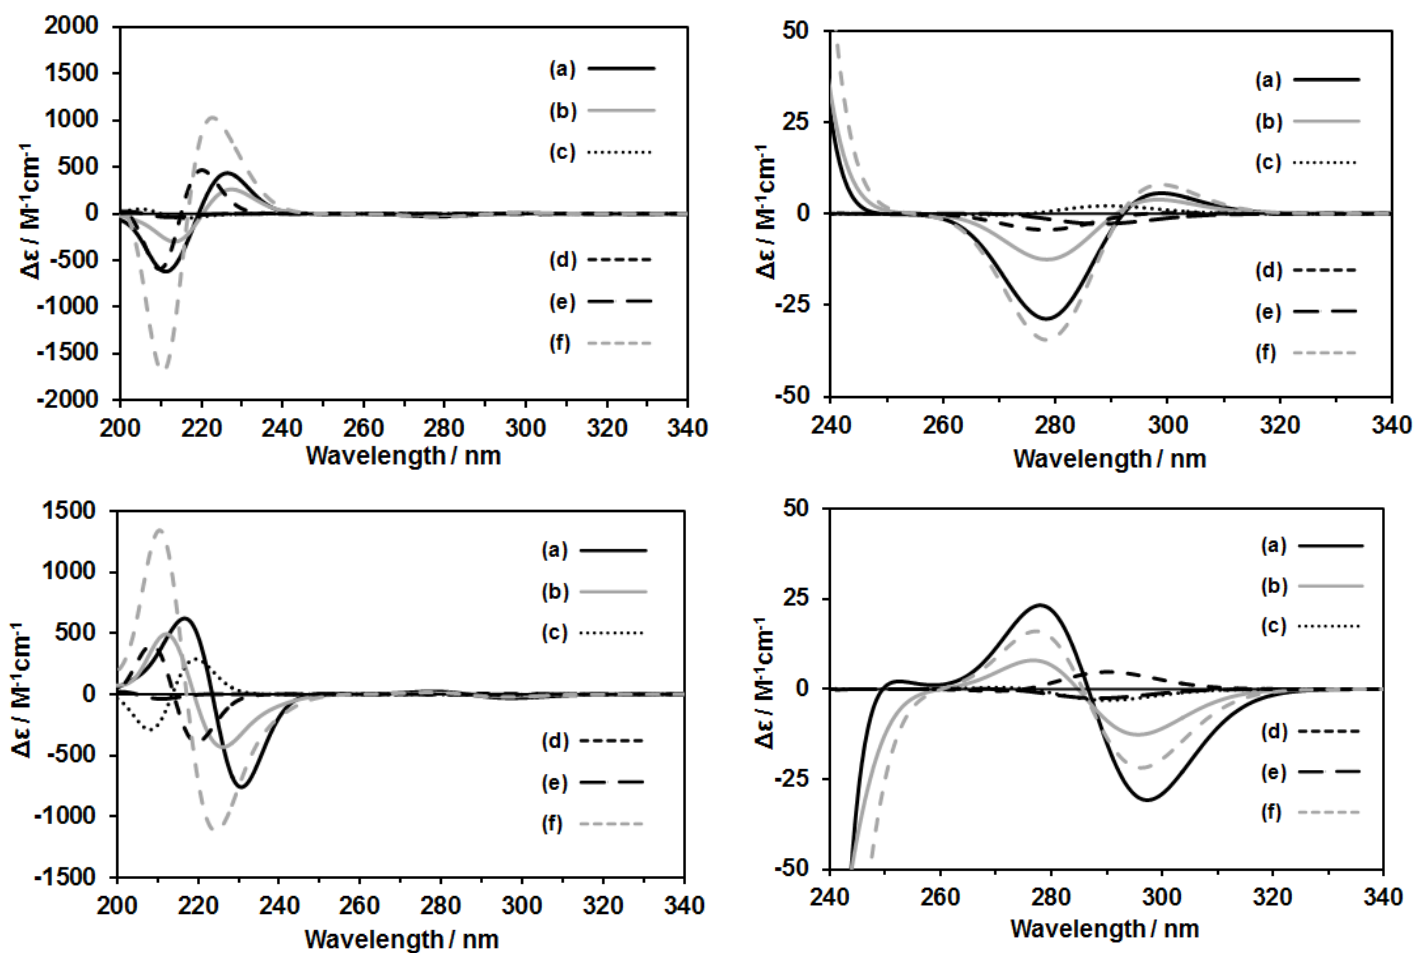 2000
1500
1000
500
0
-500
-1000
-1500
-2000
Δε / M⁻¹cm⁻¹
(a)
(b)
(c)
(d)
(e)
(f)
200 220 240 260 280 300 320 340
Wavelength / nm
50
25
0
-25
-50
Δε / M⁻¹cm⁻¹
(a)
(b)
(c)
(d)
(e)
(f)
240 260 280 300 320 340
Wavelength / nm
1500
1000
500
0
-500
-1000
-1500
Δε / M⁻¹cm⁻¹
(a)
(b)
(c)
(d)
(e)
(f)
200 220 240 260 280 300 320 340
Wavelength / nm
50
25
0
-25
-50
Δε / M⁻¹cm⁻¹
(a)
(b)
(c)
(d)
(e)
(f)
240 260 280 300 320 340
Wavelength / nm